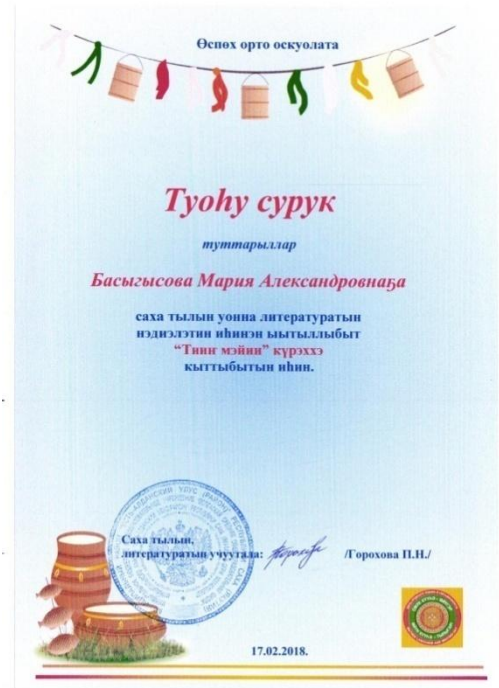 Өспөх орто оскуолата
Туоһу сурук
туттарыллар
Басыгысова Мария Александровнаҕа
саха тылын уонна литературатын
нэдиэлэтин иһинэн ыытыллыбыт
“Тиин мэйии” күрэххэ
кыттыбытын иһин.
Саха тылын,
литературатын учуутала: /Горохова П.Н./
17.02.2018.